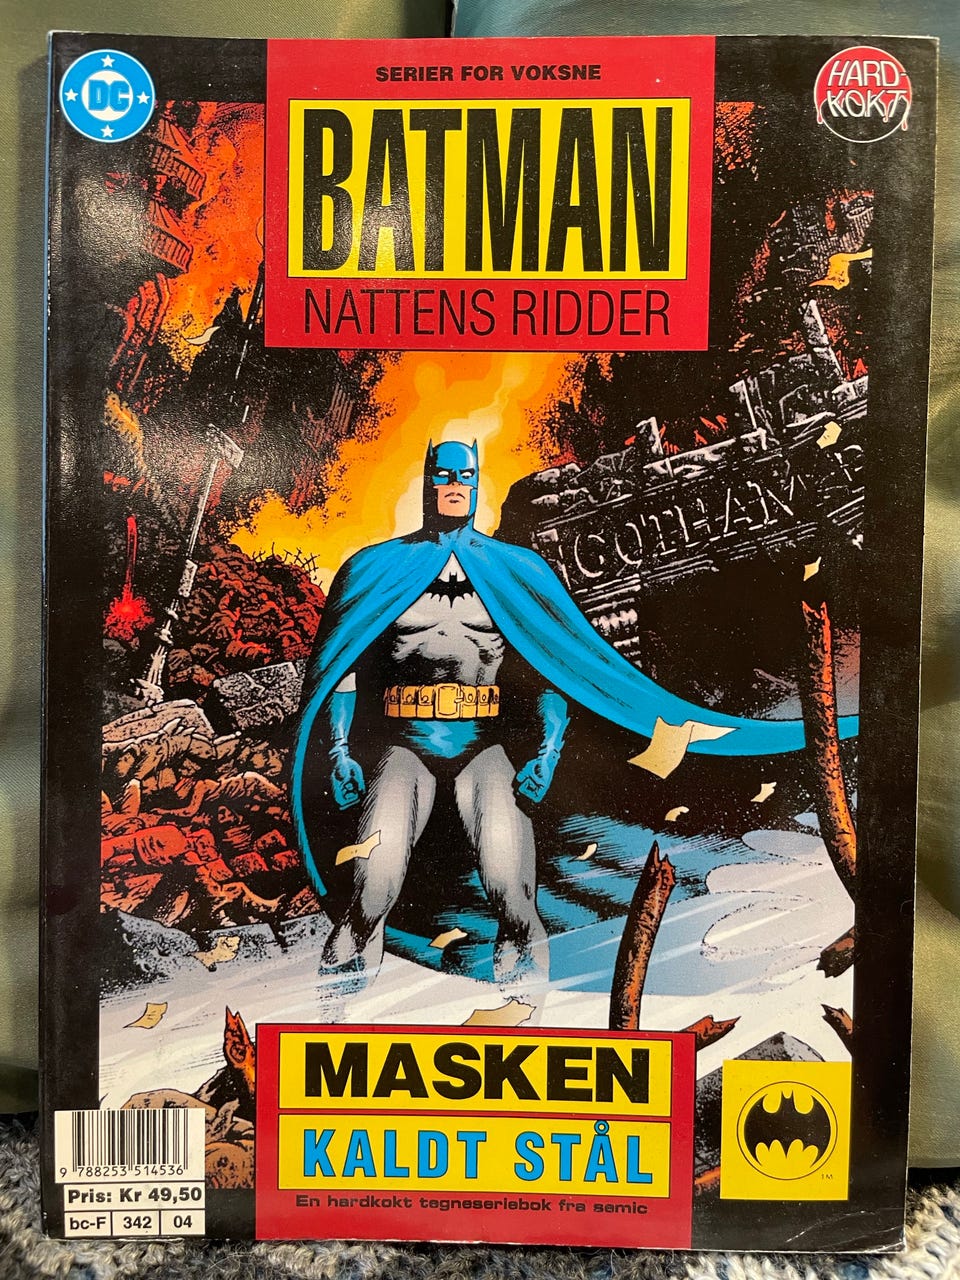 DC
SERIER FOR VOKSNE
HARD-
KOKT
BATMAN
NATTENS RIDDER
GOTHAM
MASKEN
KALDT STÅL
En hardkokt tegneseriebok fra semic
9 788253 514536
Pris: Kr 49,50
bc-F 342 04
TM